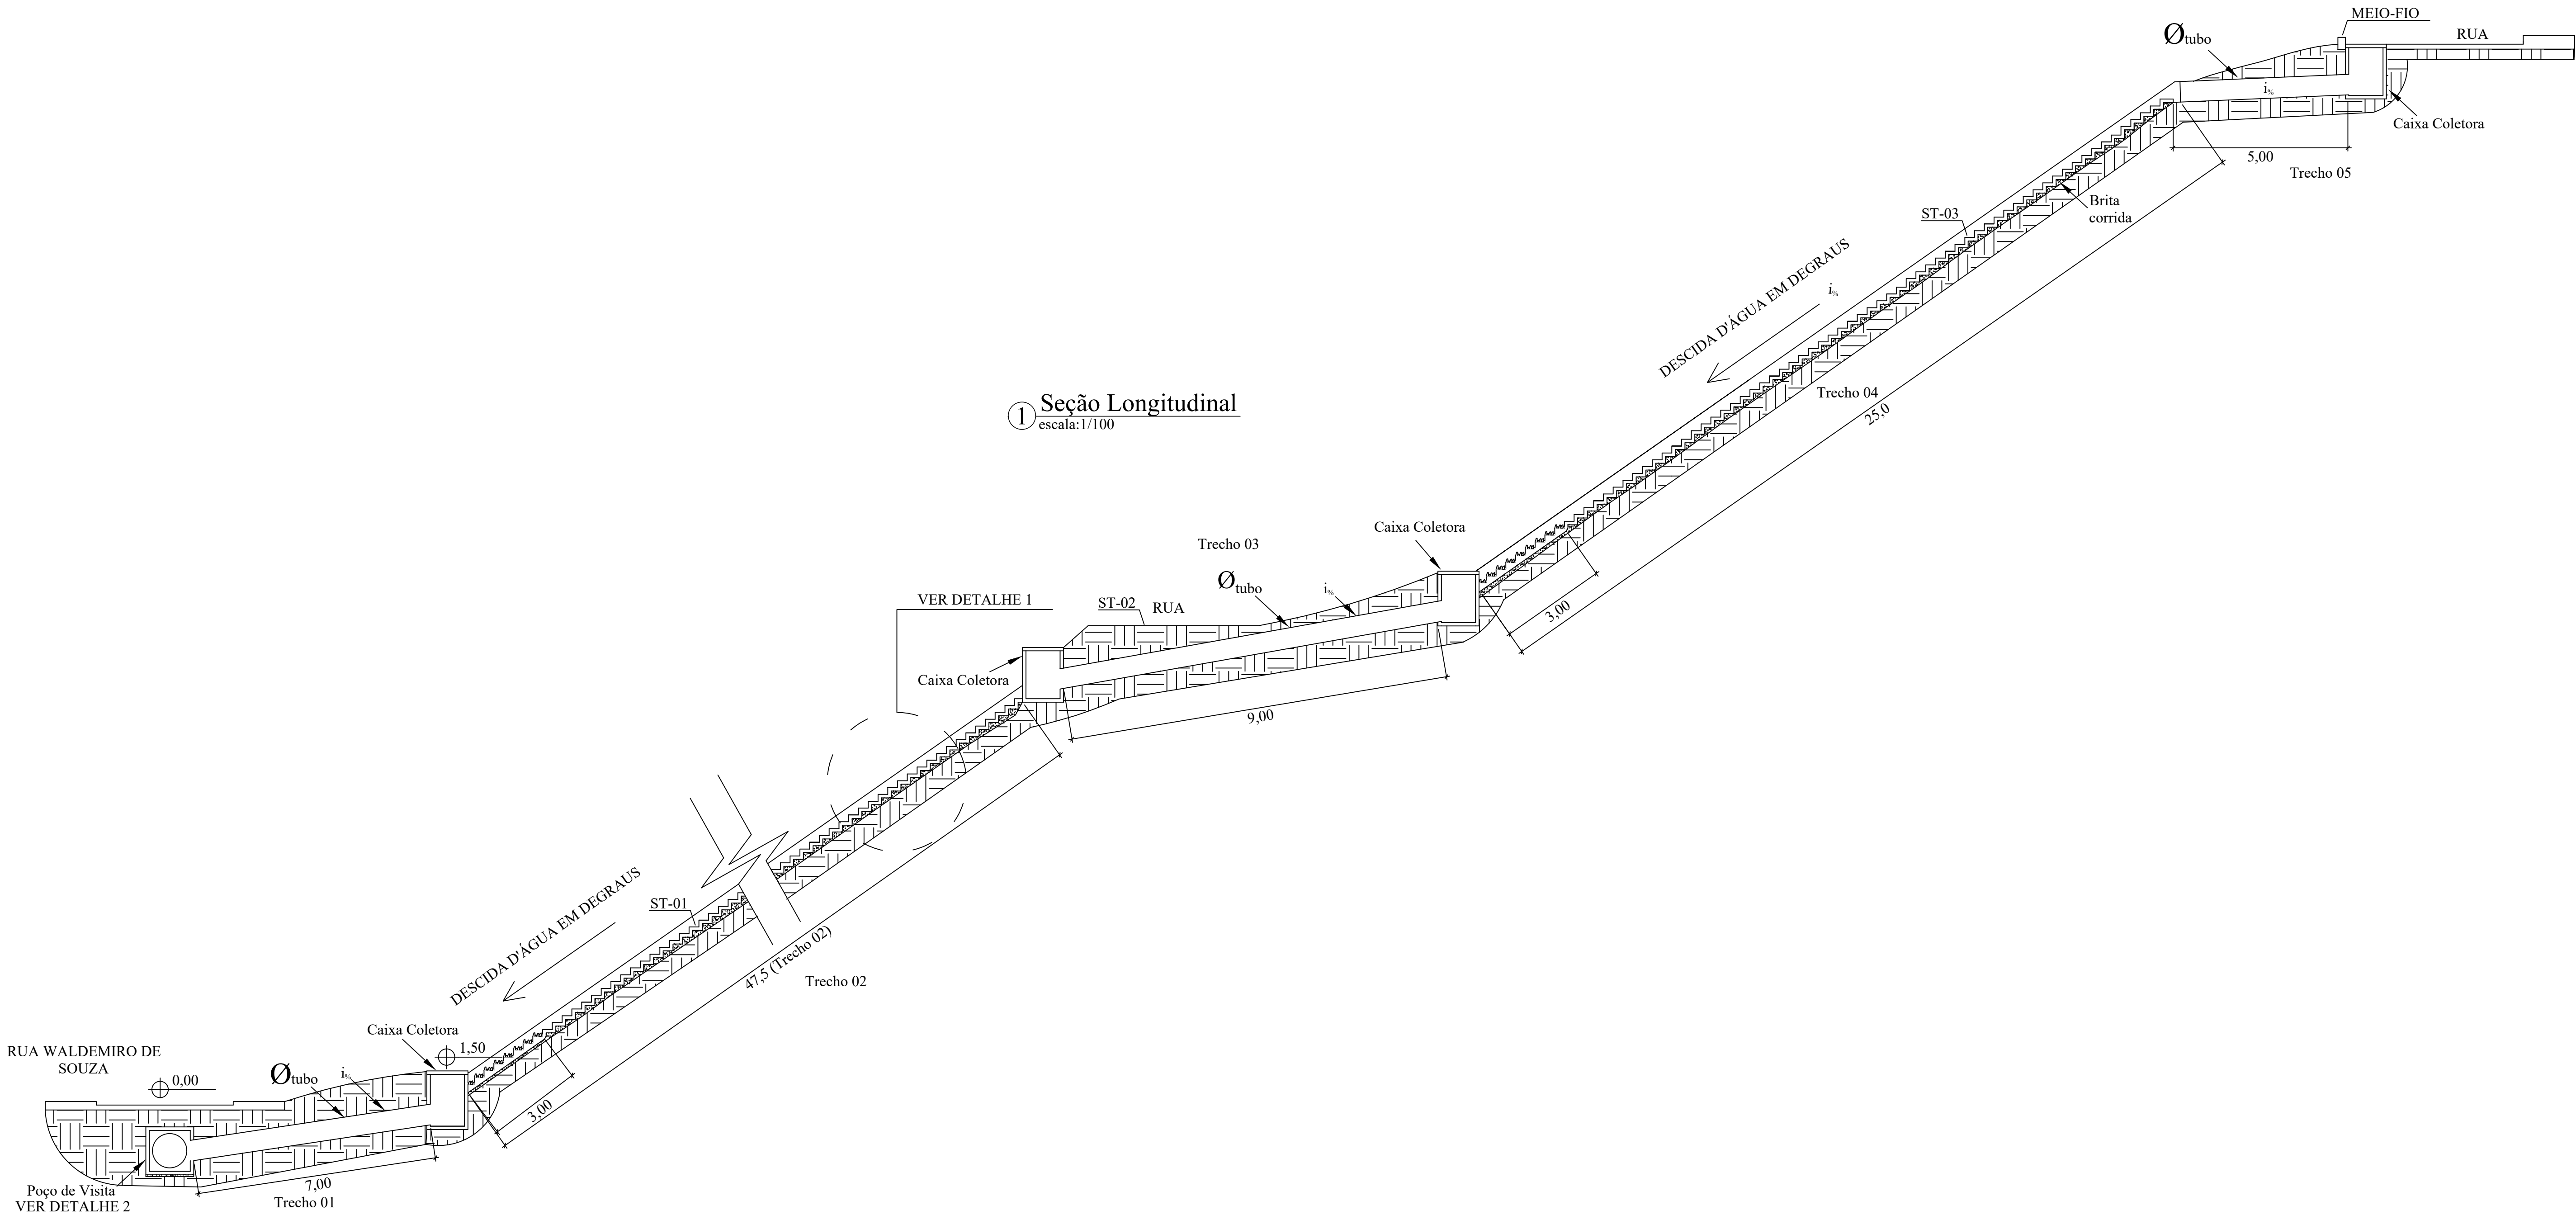 MEIO-FIO
Øtubo
RUA
i%
Caixa Coletora
5,00
Trecho 05
Brita
corrida
ST-03
DESCIDA D'ÁGUA EM DEGRAUS
i%
Trecho 04
25,0
1 Seção Longitudinal
escala:1/100
Caixa Coletora
Trecho 03
Øtubo
i%
VER DETALHE 1
ST-02
RUA
3,00
Caixa Coletora
9,00
DESCIDA D'ÁGUA EM DEGRAUS
ST-01
47,5 (Trecho 02)
Trecho 02
Caixa Coletora
1,50
RUA WALDEMIRO DE
SOUZA
0,00
Øtubo
i%
3,00
Poço de Visita
VER DETALHE 2
7,00
Trecho 01